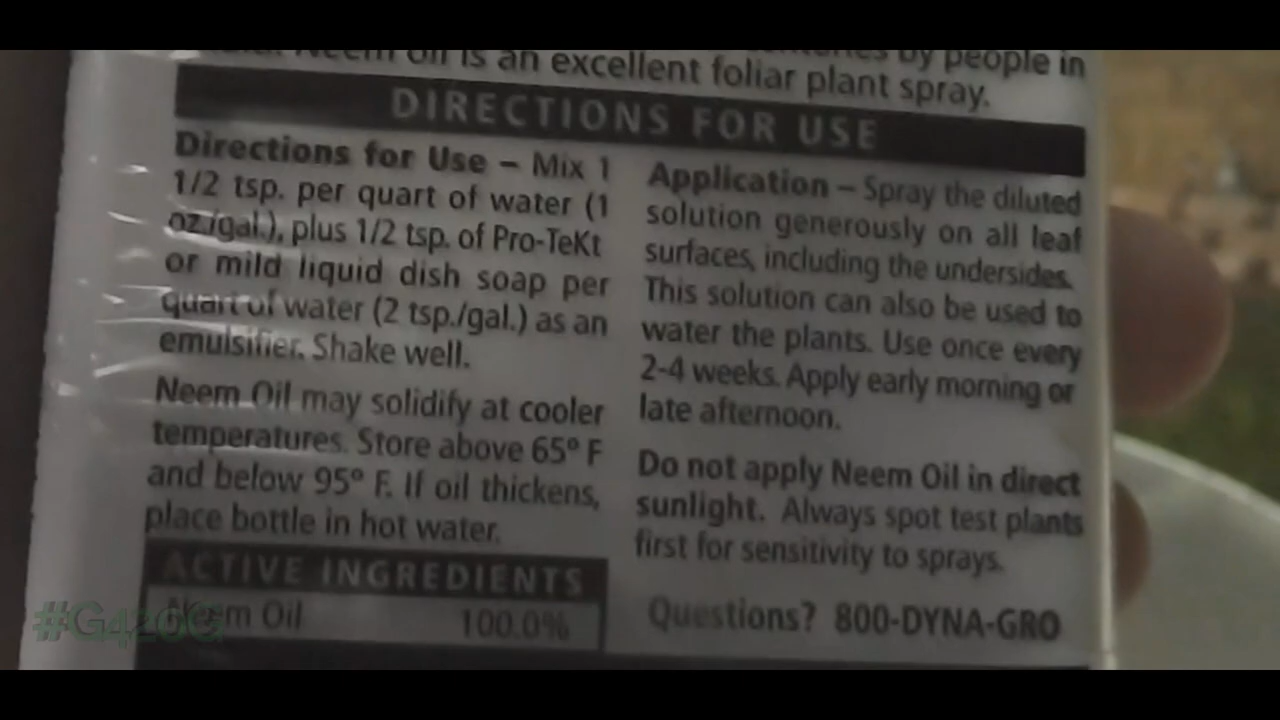 Neem Oil is an excellent foliar plant spray.
by people in
DIRECTIONS FOR USE
Directions for Use – Mix 1
1/2 tsp. per quart of water (1
oz./gal.), plus 1/2 tsp. of Pro-TeKt
or mild liquid dish soap per
quart of water (2 tsp./gal.) as an
emulsifier. Shake well.
Neem Oil may solidify at cooler
temperatures. Store above 65° F
and below 95° F. If oil thickens,
place bottle in hot water.
ACTIVE INGREDIENTS
Neem Oil 100.0%
Application – Spray the diluted
solution generously on all leaf
surfaces, including the undersides.
This solution can also be used to
water the plants. Use once every
2-4 weeks. Apply early morning or
late afternoon.
Do not apply Neem Oil in direct
sunlight. Always spot test plants
first for sensitivity to sprays.
Questions? 800-DYNA-GRO
#G420G